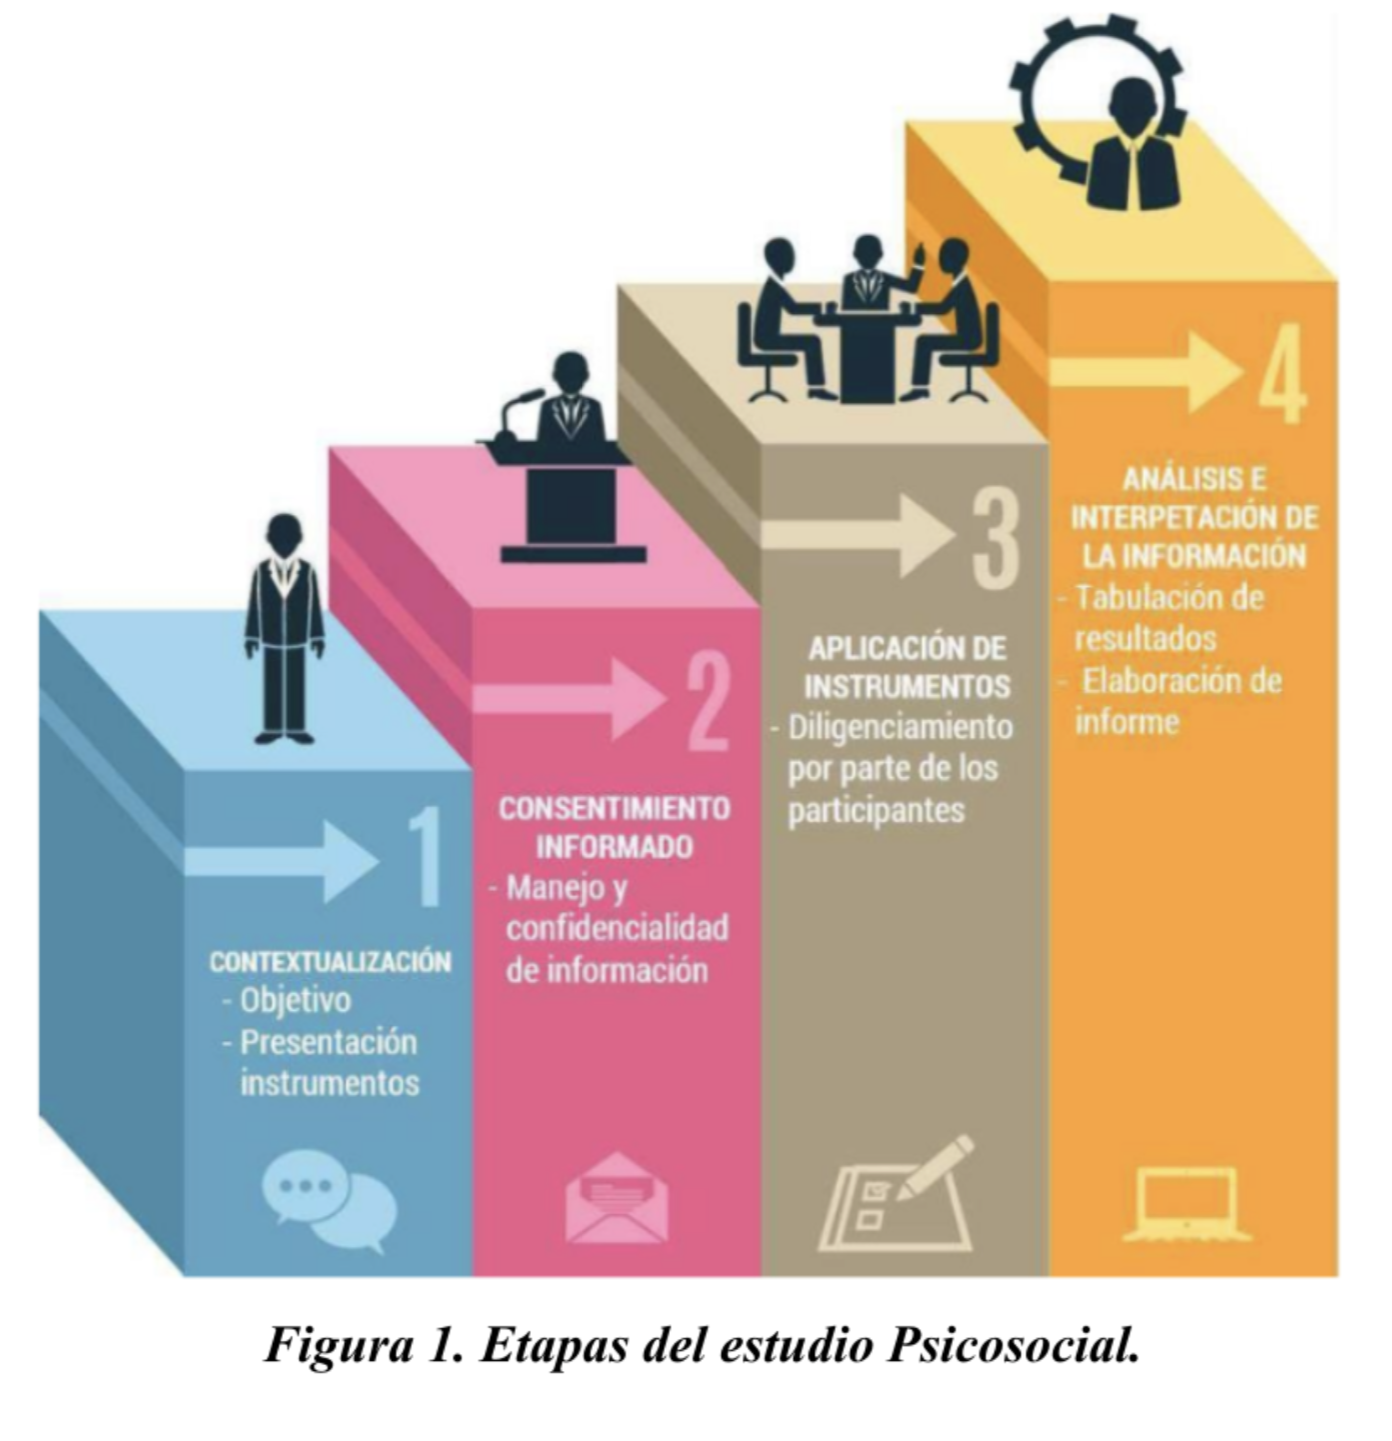 1
CONTEXTUALIZACIÓN
- Objetivo
- Presentación
instrumentos
2
CONSENTIMIENTO
INFORMADO
- Manejo y
confidencialidad
de información
3
APLICACIÓN DE
INSTRUMENTOS
- Diligenciamiento
por parte de los
participantes
4
ANÁLISIS E
INTERPETACIÓN DE
LA INFORMACIÓN
- Tabulación de
resultados
- Elaboración de
informe
Figura 1. Etapas del estudio Psicosocial.